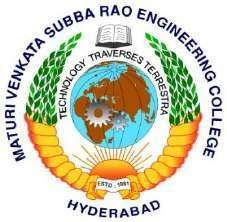 MATURI VENKATA SUBBA RAO ENGINEERING COLLEGE
TECHNOLOGY TRAVERSES TERRESTRA
ESTD - 1981
HYDERABAD